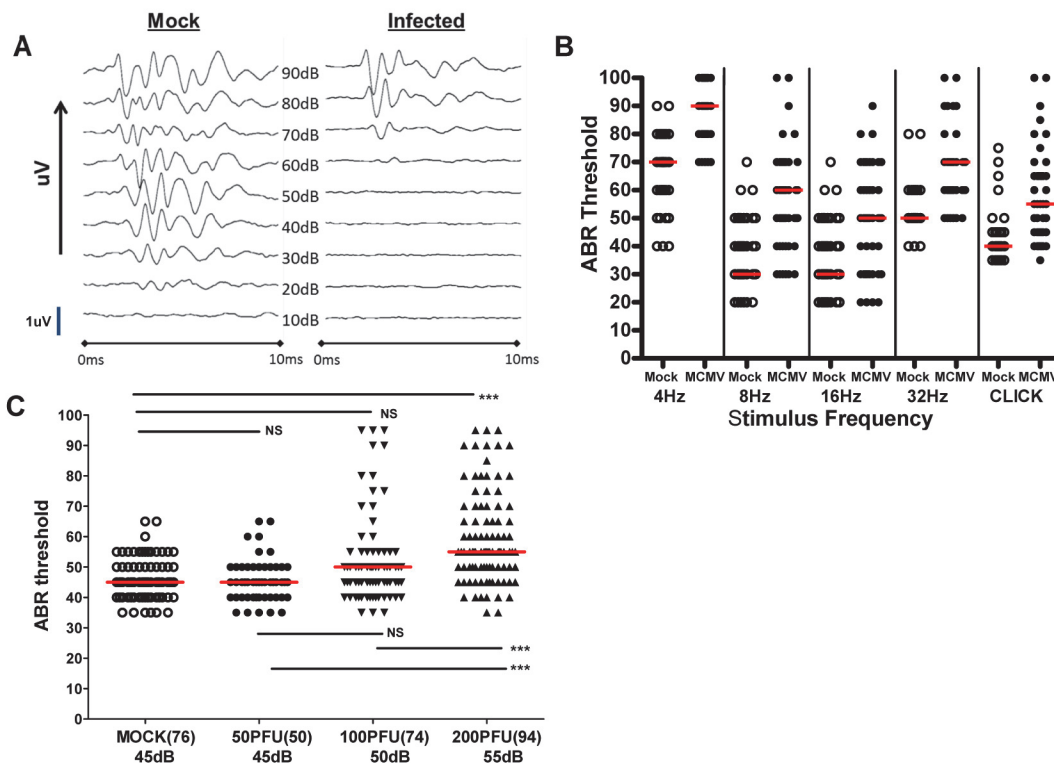 Mock Infected
A
90dB
80dB
70dB
60dB
50dB
40dB
30dB
20dB
10dB
uV
1uV
0ms 10ms 0ms 10ms
B
ABR Threshold
100
90
80
70
60
50
40
30
20
10
0
Mock MCMV Mock MCMV Mock MCMV Mock MCMV Mock MCMV
4Hz 8Hz 16Hz 32Hz CLICK
Stimulus Frequency
C
ABR threshold
100
90
80
70
60
50
40
30
20
10
0
***
NS
NS
NS
***
***
MOCK(76) 50PFU(50) 100PFU(74) 200PFU(94)
45dB 45dB 50dB 55dB